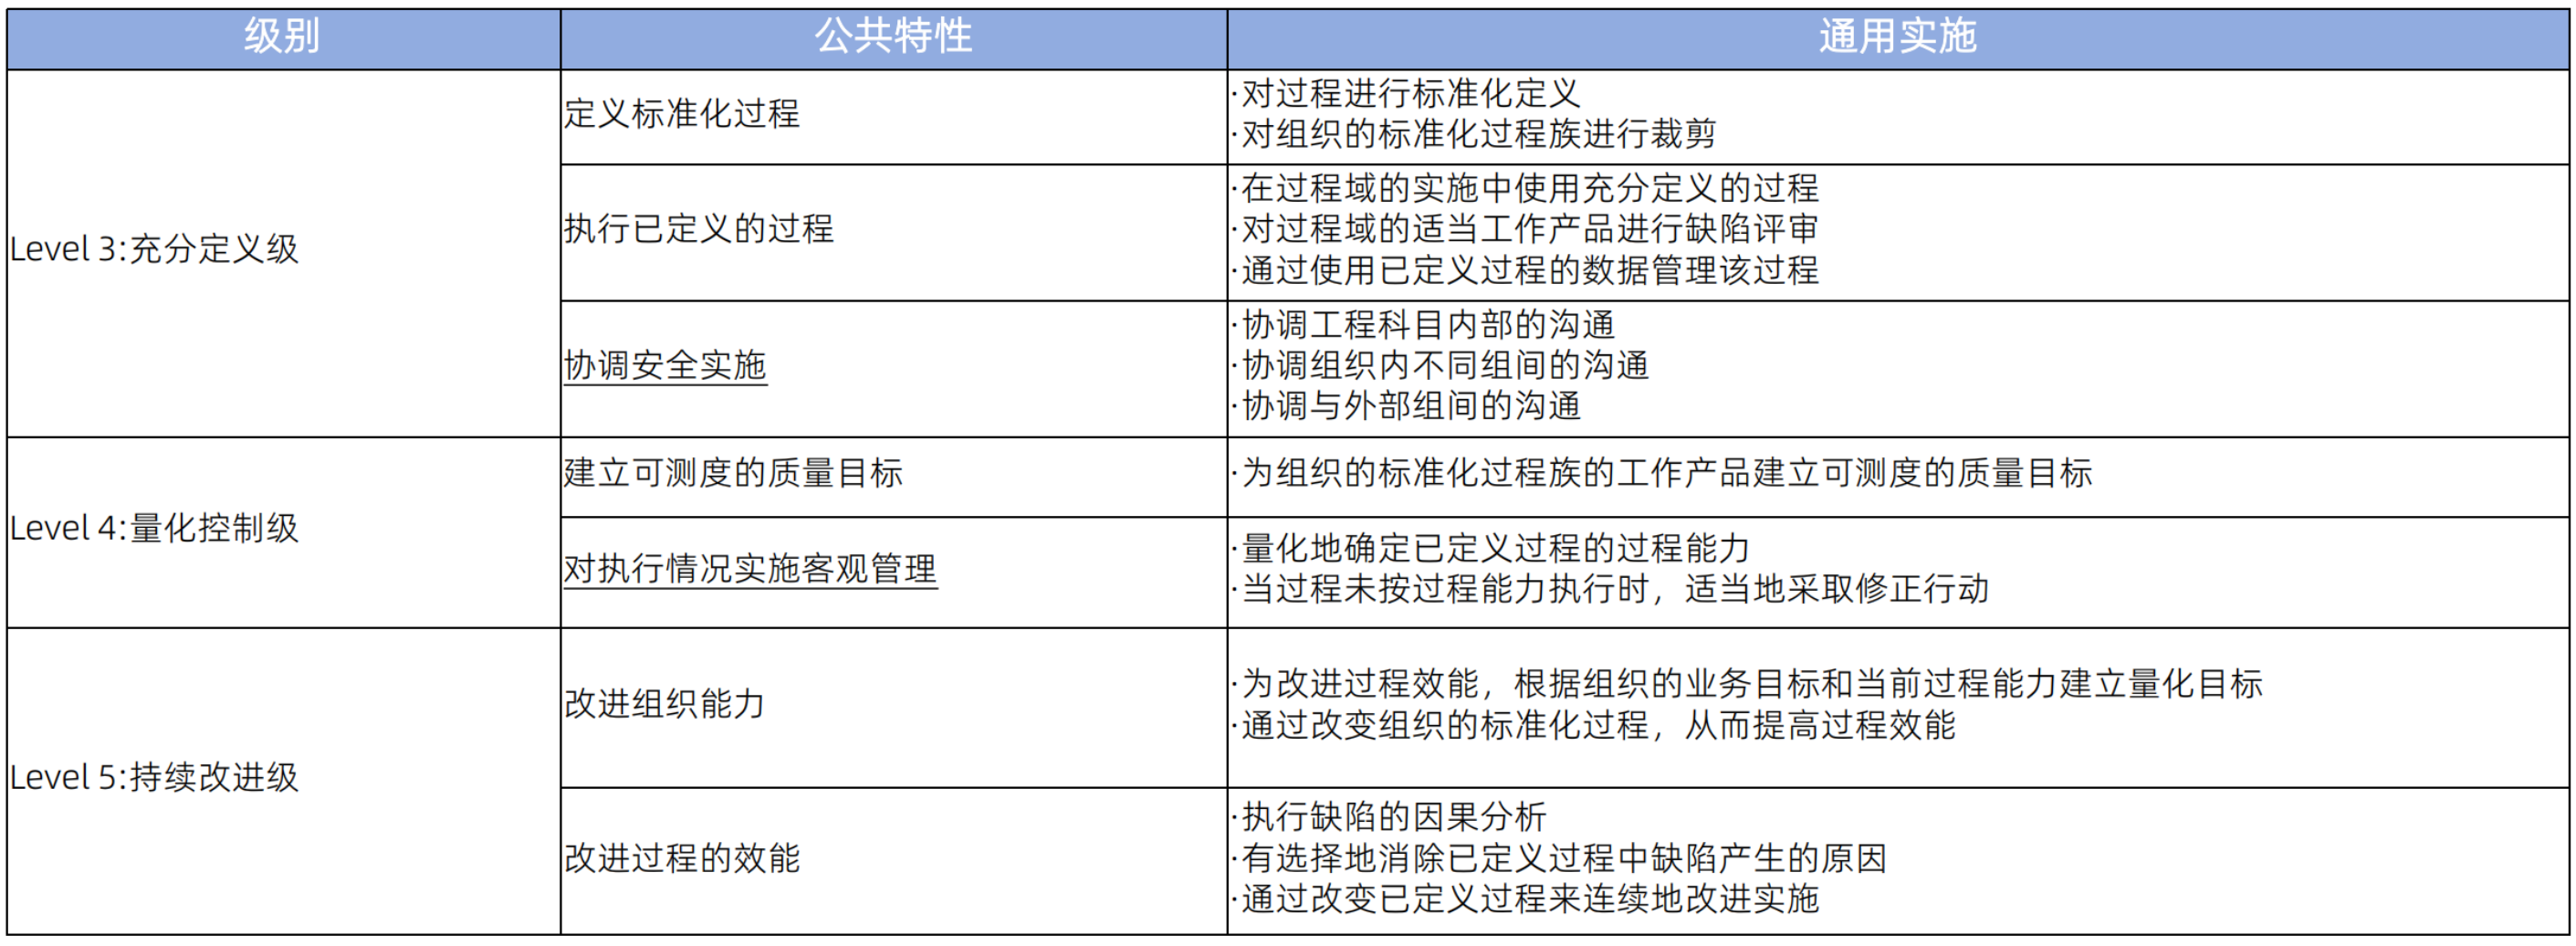 级别
公共特性
通用实施
Level 3:充分定义级
定义标准化过程
·对过程进行标准化定义
·对组织的标准化过程族进行裁剪
执行已定义的过程
·在过程域的实施中使用充分定义的过程
·对过程域的适当工作产品进行缺陷评审
·通过使用已定义过程的数据管理该过程
协调安全实施
·协调工程科目内部的沟通
·协调组织内不同组间的沟通
·协调与外部组间的沟通
Level 4:量化控制级
建立可测度的质量目标
·为组织的标准化过程族的工作产品建立可测度的质量目标
对执行情况实施客观管理
·量化地确定已定义过程的过程能力
·当过程未按过程能力执行时，适当地采取修正行动
Level 5:持续改进级
改进组织能力
·为改进过程效能，根据组织的业务目标和当前过程能力建立量化目标
·通过改变组织的标准化过程，从而提高过程效能
改进过程的效能
·执行缺陷的因果分析
·有选择地消除已定义过程中缺陷产生的原因
·通过改变已定义过程来连续地改进实施